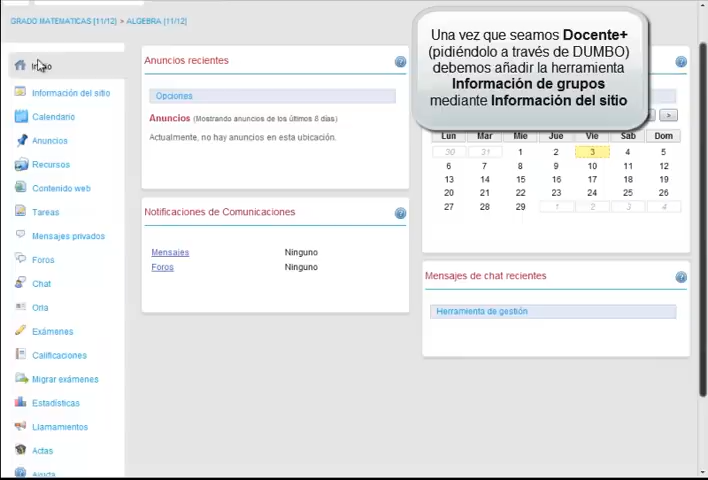 GRADO MATEMATICAS [11/12] > ALGEBRA [11/12]
Inicio
Información del sitio
Calendario
Anuncios
Recursos
Contenido web
Tareas
Mensajes privados
Foros
Chat
Orla
Exámenes
Calificaciones
Migrar exámenes
Estadísticas
Llamamientos
Actas
Ayuda
Anuncios recientes
Opciones
Anuncios (Mostrando anuncios de los últimos 8 días)
Actualmente, no hay anuncios en esta ubicación.
Notificaciones de Comunicaciones
Mensajes Ninguno
Foros Ninguno
Una vez que seamos Docente+
(pidiéndolo a través de DUMBO)
debemos añadir la herramienta
Información de grupos
mediante Información del sitio
>
Lun Mar Mie Jue Vie Sab Dom
30 31 1 2 3 4 5
6 7 8 9 10 11 12
13 14 15 16 17 18 19
20 21 22 23 24 25 26
27 28 29 1 2 3 4
Mensajes de chat recientes
Herramienta de gestión